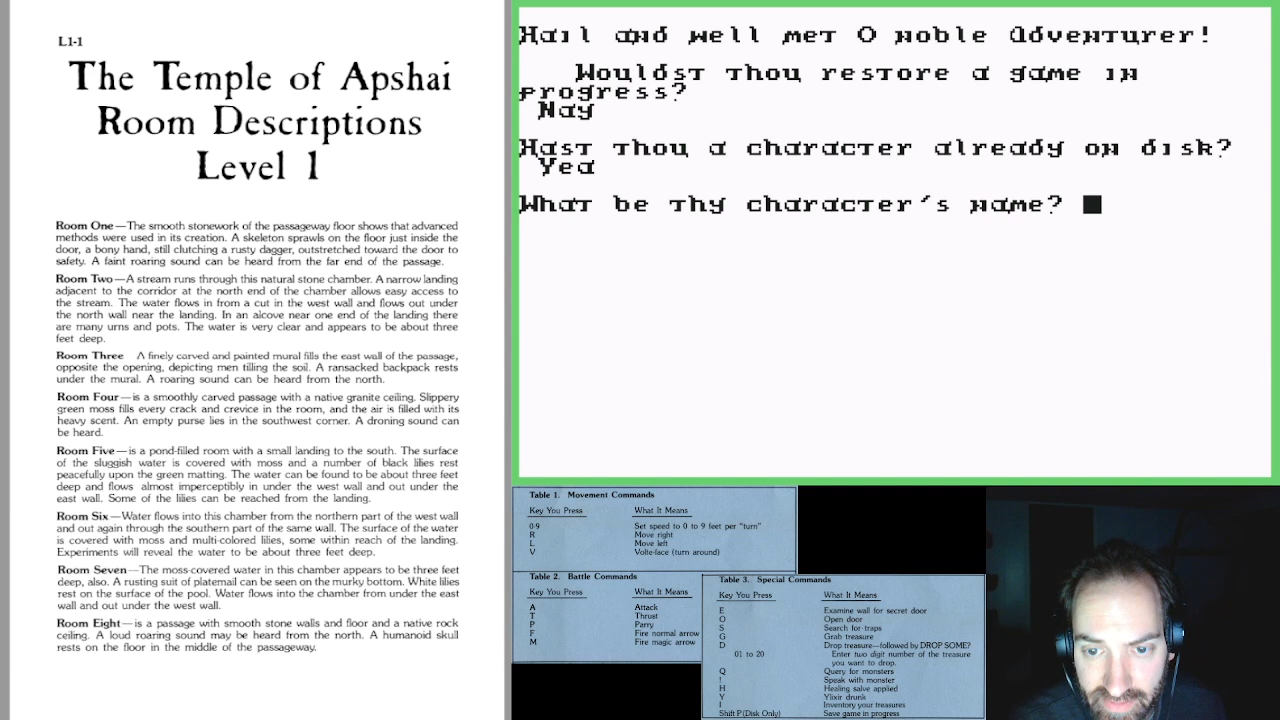 L1-1
The Temple of Apshai
Room Descriptions
Level 1
Room One—The smooth stonework of the passageway floor shows that advanced
methods were used in its creation. A skeleton sprawls on the floor just inside the
door, a bony hand, still clutching a rusty dagger, outstretched toward the door to
safety. A faint roaring sound can be heard from the far end of the passage.
Room Two—A stream runs through this natural stone chamber. A narrow landing
adjacent to the corridor at the north end of the chamber allows easy access to
the stream. The water flows in from a cut in the west wall and flows out under
the north wall near the landing. In an alcove near one end of the landing there
are many urns and pots. The water is very clear and appears to be about three
feet deep.
Room Three A finely carved and painted mural fills the east wall of the passage,
opposite the opening, depicting men tilling the soil. A ransacked backpack rests
under the mural. A roaring sound can be heard from the north.
Room Four—is a smoothly carved passage with a native granite ceiling. Slippery
green moss fills every crack and crevice in the room, and the air is filled with its
heavy scent. An empty purse lies in the southwest corner. A droning sound can
be heard.
Room Five—is a pond-filled room with a small landing to the south. The surface
of the sluggish water is covered with moss and a number of black lilies rest
peacefully upon the green matting. The water can be found to be about three feet
deep and flows almost imperceptibly in under the west wall and out under the
east wall. Some of the lilies can be reached from the landing.
Room Six—Water flows into this chamber from the northern part of the west wall
and out again through the southern part of the same wall. The surface of the water
is covered with moss and multi-colored lilies, some within reach of the landing.
Experiments will reveal the water to be about three feet deep.
Room Seven—The moss-covered water in this chamber appears to be three feet
deep, also. A rusting suit of platemail can be seen on the murky bottom. White lilies
rest on the surface of the pool. Water flows into the chamber from under the east
wall and out under the west wall.
Room Eight—is a passage with smooth stone walls and floor and a native rock
ceiling. A loud roaring sound may be heard from the north. A humanoid skull
rests on the floor in the middle of the passageway.
Hail and well met O noble Adventurer!
Wouldst thou restore a game in
progress?
Nay
Hast thou a character already on disk?
Yea
What be thy character's name?
Table 1. Movement Commands
Key You Press What It Means
0-9 Set speed to 0 to 9 feet per "turn"
R Move right
L Move left
V Volte-face (turn around)
Table 2. Battle Commands
Key You Press What It Means
A Attack
T Thrust
P Parry
F Fire normal arrow
M Fire magic arrow
Table 3. Special Commands
Key You Press What It Means
E Examine wall for secret door
O Open door
S Search for traps
G Grab treasure
D Drop treasure—followed by DROP SOME?
01 to 20 Enter two digit number of the treasure
you want to drop.
Q Query for monsters
! Speak with monster
H Healing salve applied
Y Ylixir drunk
I Inventory your treasures
Shift P (Disk Only) Save game in progress